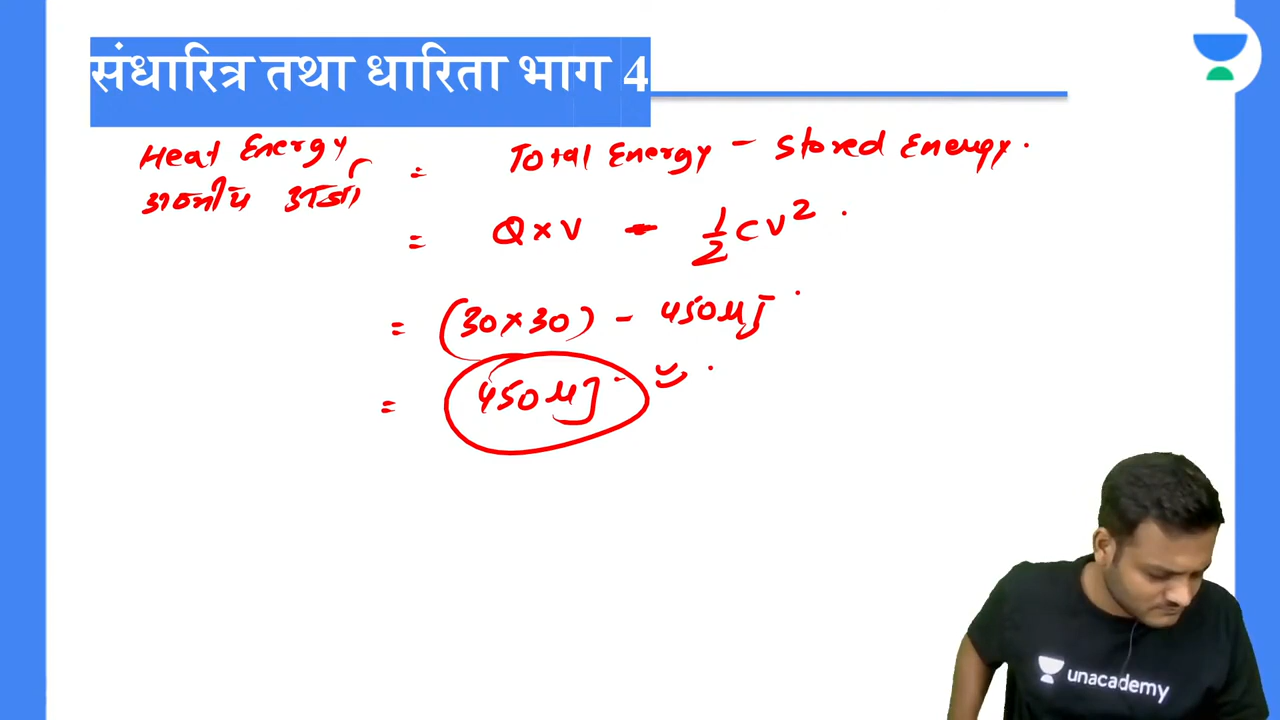 संधारित्र तथा धारिता भाग 4
Heat Energy = Total Energy - Stored Energy.
ऊष्मीय ऊर्जा
= Q×V - 1/2 CV².
= (30×30) - 450μJ
= 450μJ
unacademy